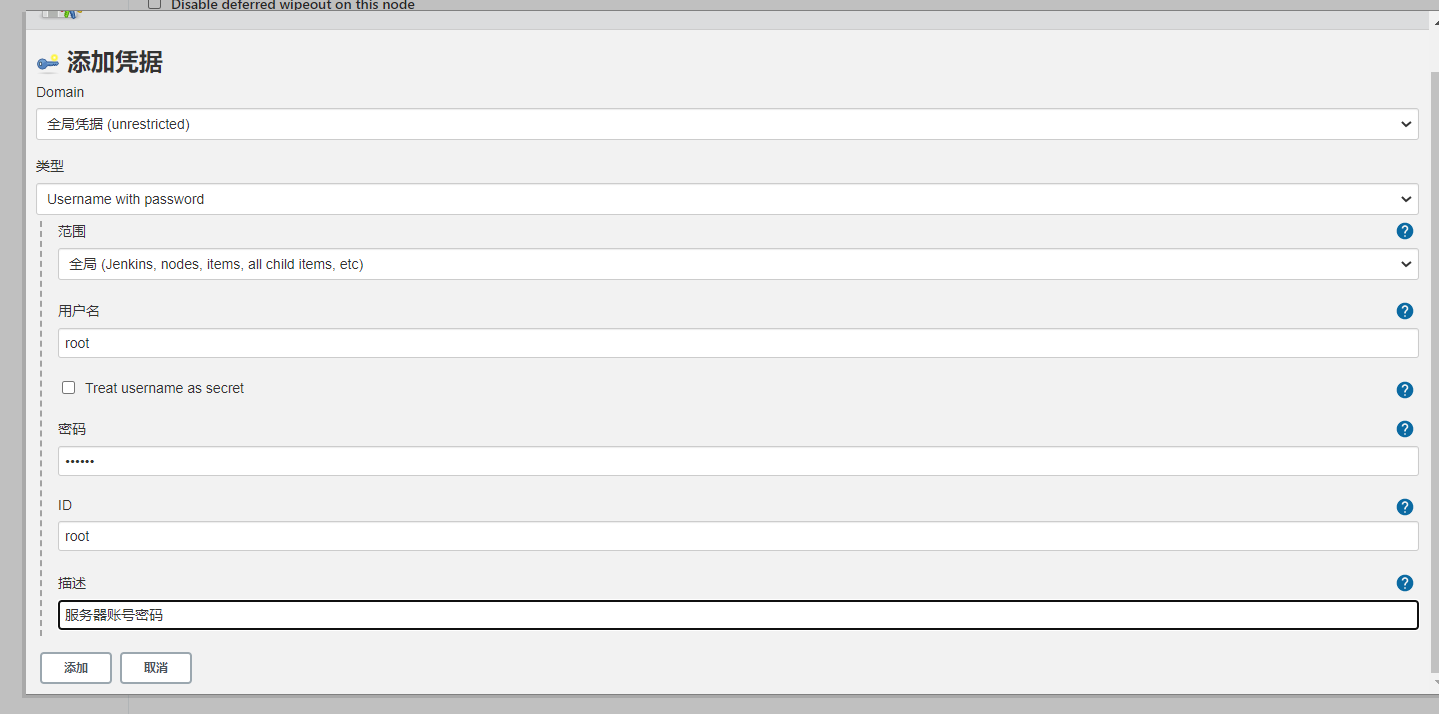 Disable deferred wipeout on this node
添加凭据
Domain
全局凭据 (unrestricted)
类型
Username with password
范围
全局 (Jenkins, nodes, items, all child items, etc)
用户名
root
Treat username as secret
密码
••••••
ID
root
描述
服务器账号密码
添加 取消